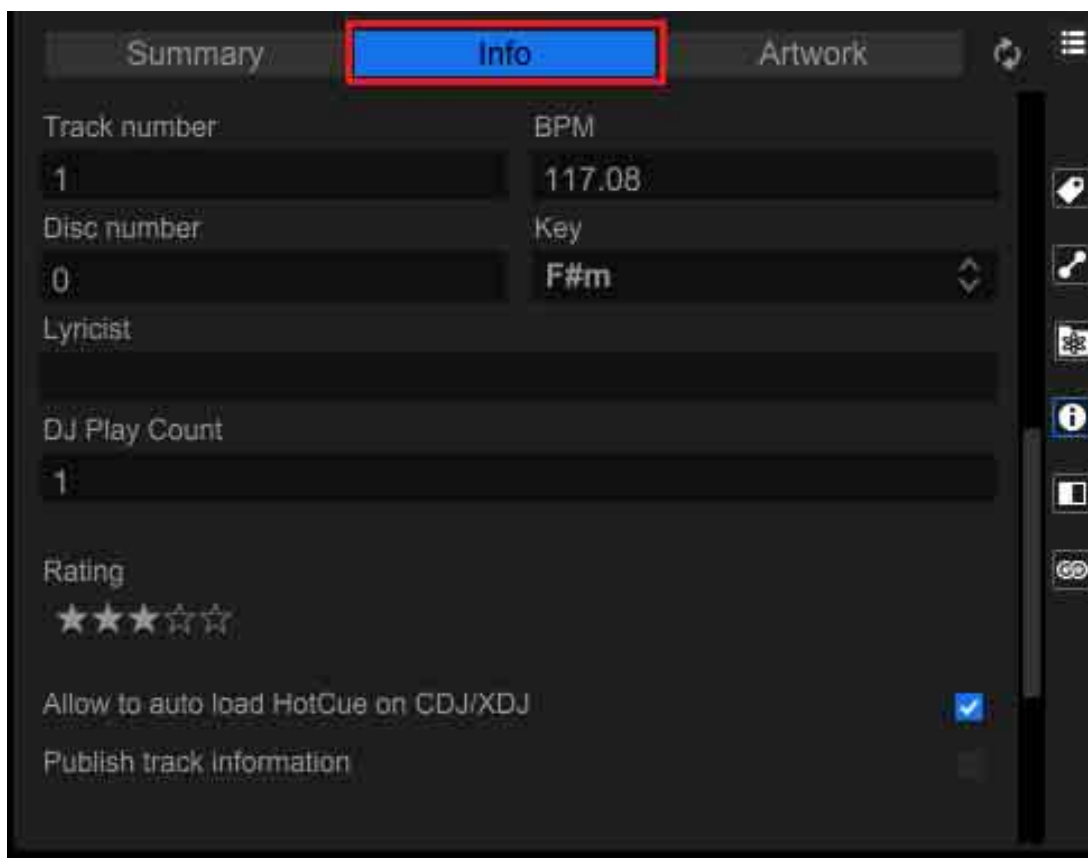 Summary Info Artwork
Track number BPM
1 117.08
Disc number Key
0 F#m
Lyricist
DJ Play Count
1
Rating
Allow to auto load HotCue on CDJ/XDJ
Publish track information